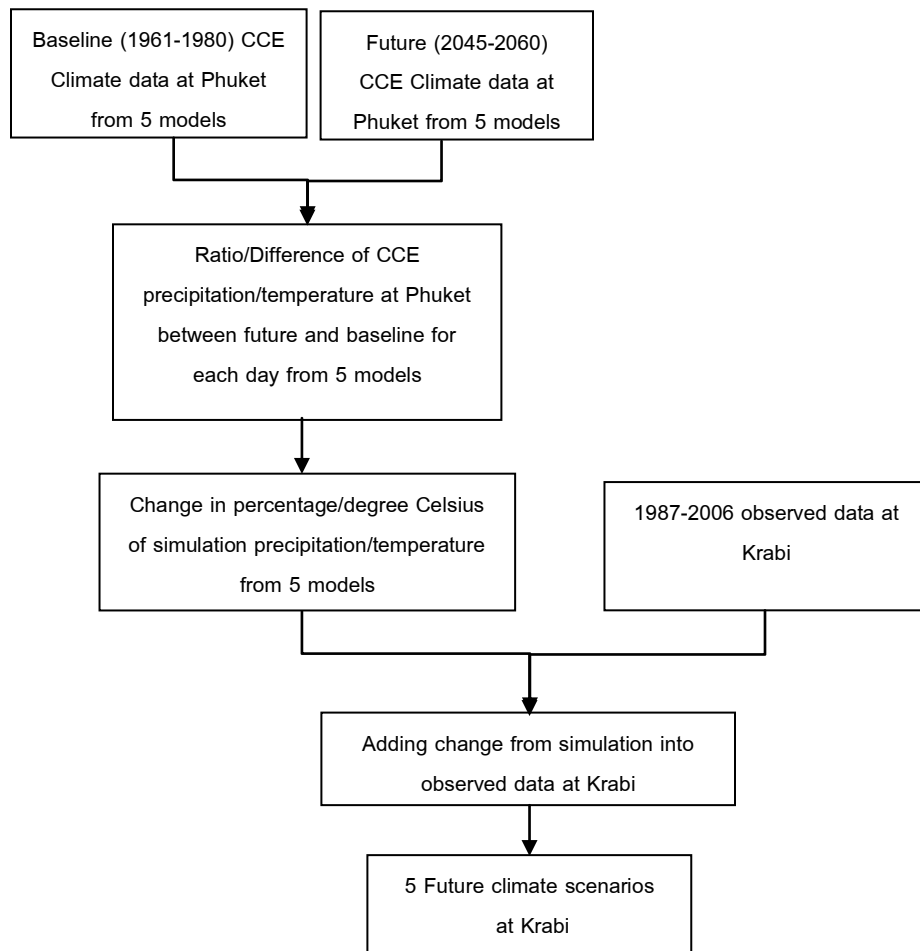 Baseline (1961-1980) CCE
Climate data at Phuket
from 5 models
Future (2045-2060)
CCE Climate data at
Phuket from 5 models
Ratio/Difference of CCE
precipitation/temperature at Phuket
between future and baseline for
each day from 5 models
Change in percentage/degree Celsius
of simulation precipitation/temperature
from 5 models
1987-2006 observed data at
Krabi
Adding change from simulation into
observed data at Krabi
5 Future climate scenarios
at Krabi